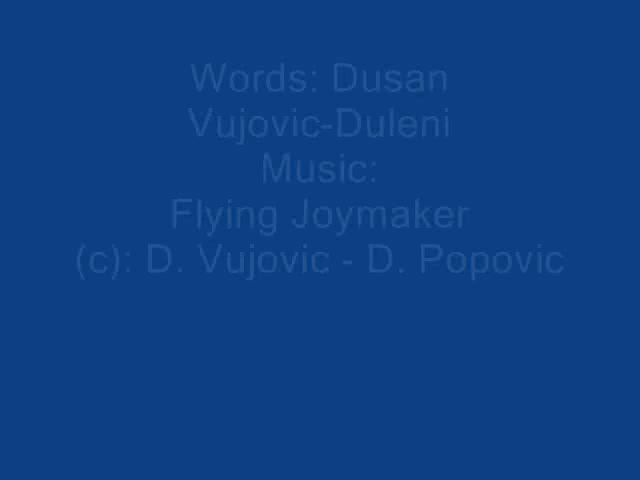 Words: Dusan
Vujovic-Duleni
Music:
Flying Joymaker
(c): D. Vujovic - D. Popovic